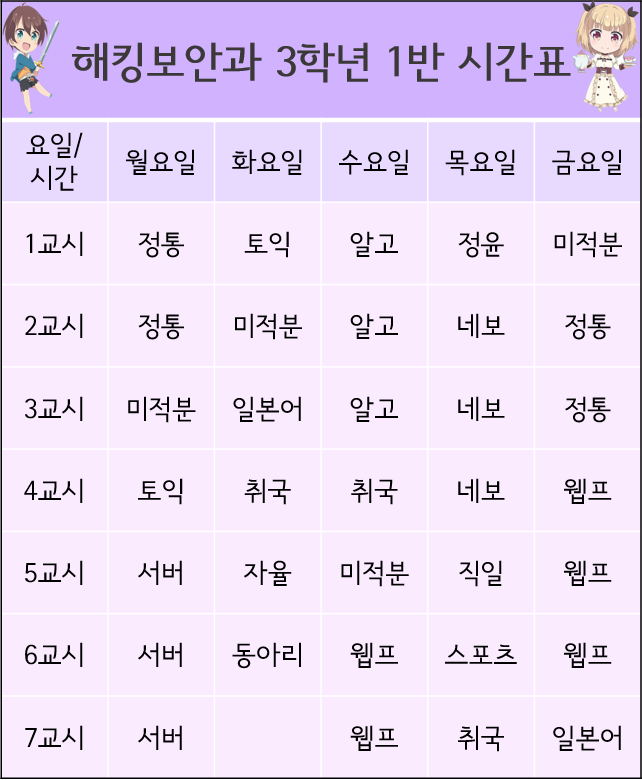 해킹보안과 3학년 1반 시간표
요일/
시간 월요일 화요일 수요일 목요일 금요일
1교시 정통 토익 알고 정윤 미적분
2교시 정통 미적분 알고 네보 정통
3교시 미적분 일본어 알고 네보 정통
4교시 토익 취국 취국 네보 웹프
5교시 서버 자율 미적분 직일 웹프
6교시 서버 동아리 웹프 스포츠 웹프
7교시 서버 웹프 취국 일본어